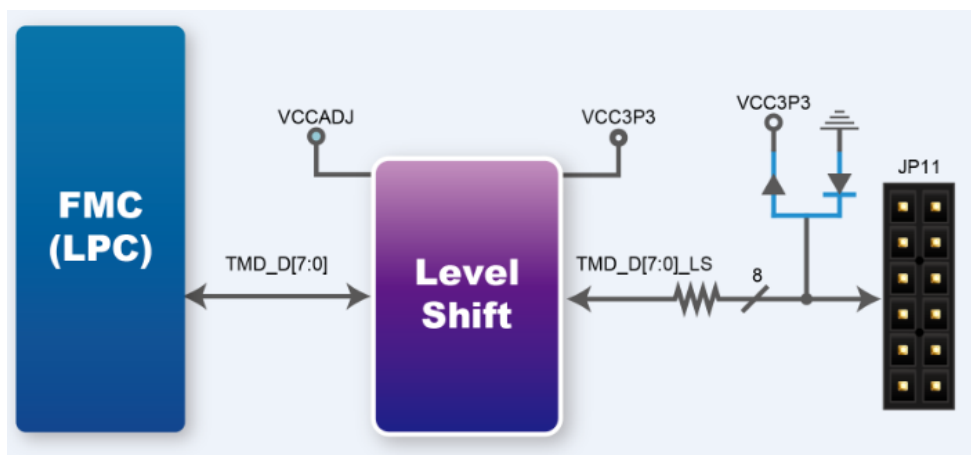 FMC
(LPC)
VCCADJ
VCC3P3
TMD_D[7:0]
Level
Shift
TMD_D[7:0]_LS
8
VCC3P3
JP11